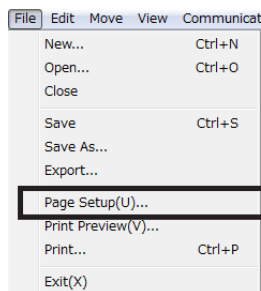 File Edit Move View Communicat
New... Ctrl+N
Open... Ctrl+O
Close
Save Ctrl+S
Save As...
Export...
Page Setup(U)...
Print Preview(V)...
Print... Ctrl+P
Exit(X)